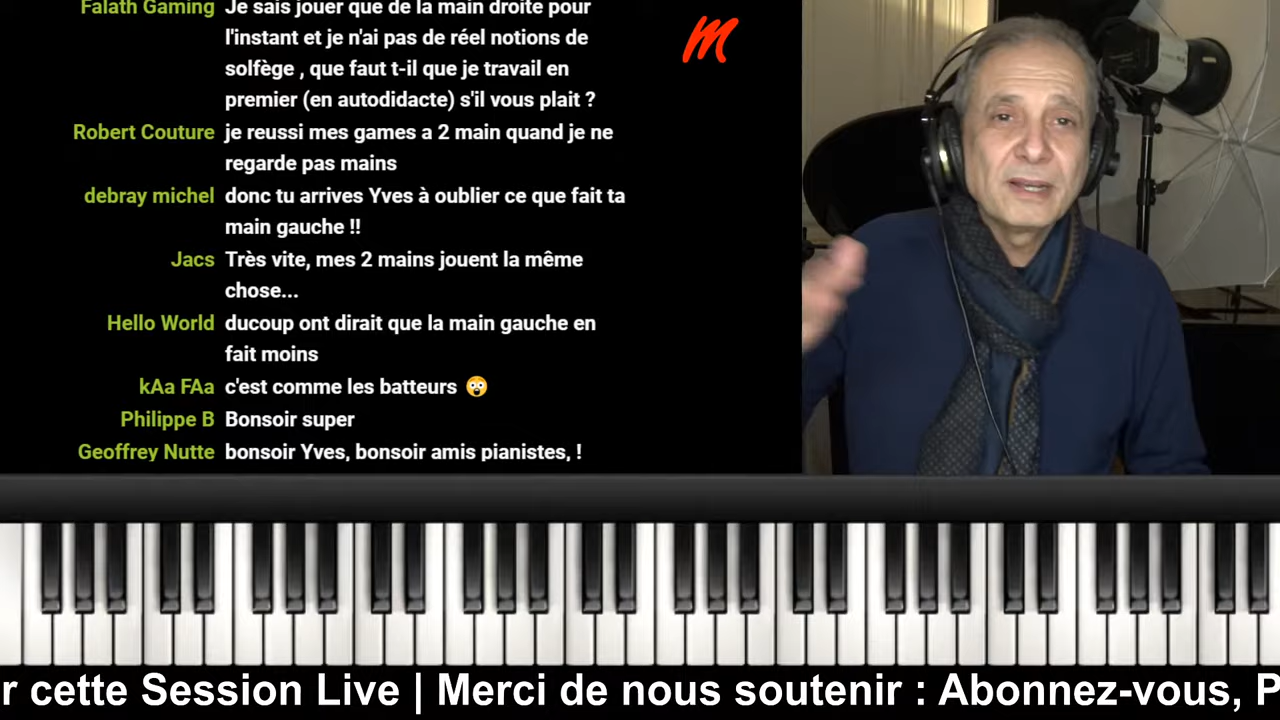 Falath Gaming Je sais jouer que de la main droite pour
l'instant et je n'ai pas de réel notions de
solfège , que faut t-il que je travail en
premier (en autodidacte) s'il vous plait ?
Robert Couture je reussi mes games a 2 main quand je ne
regarde pas mains
debray michel donc tu arrives Yves à oublier ce que fait ta
main gauche !!
Jacs Très vite, mes 2 mains jouent la même
chose...
Hello World ducoup ont dirait que la main gauche en
fait moins
kAa FAa c'est comme les batteurs 😲
Philippe B Bonsoir super
Geoffrey Nutte bonsoir Yves, bonsoir amis pianistes, !
m
r cette Session Live | Merci de nous soutenir : Abonnez-vous, P